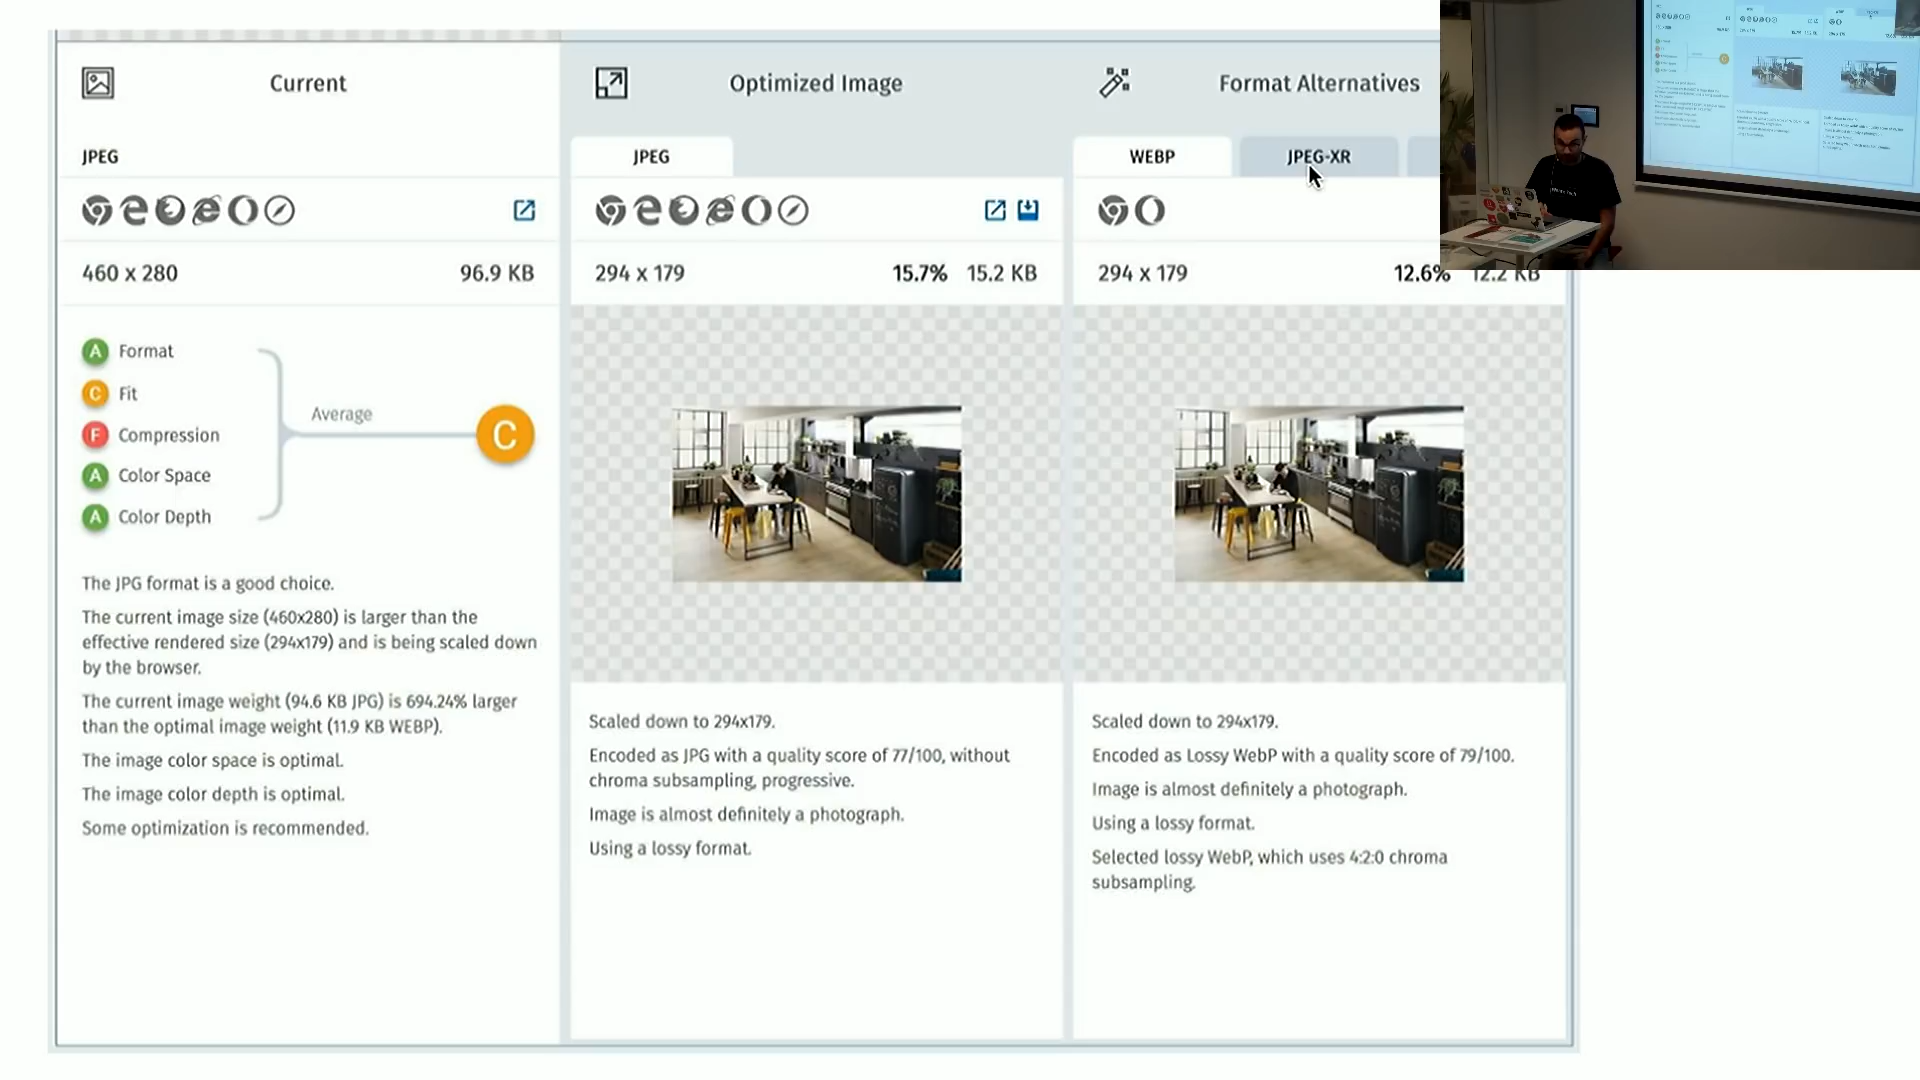 Current
JPEG
460 x 280 96.9 KB
A Format
C Fit
F Compression
A Color Space
A Color Depth
Average
C
The JPG format is a good choice.
The current image size (460x280) is larger than the
effective rendered size (294x179) and is being scaled down
by the browser.
The current image weight (94.6 KB JPG) is 694.24% larger
than the optimal image weight (11.9 KB WEBP).
The image color space is optimal.
The image color depth is optimal.
Some optimization is recommended.
Optimized Image
JPEG
294 x 179 15.7% 15.2 KB
Scaled down to 294x179.
Encoded as JPG with a quality score of 77/100, without
chroma subsampling, progressive.
Image is almost definitely a photograph.
Using a lossy format.
Format Alternatives
WEBP JPEG-XR
294 x 179 12.6% 12.2 KB
Scaled down to 294x179.
Encoded as Lossy WebP with a quality score of 79/100.
Image is almost definitely a photograph.
Using a lossy format.
Selected lossy WebP, which uses 4:2:0 chroma
subsampling.